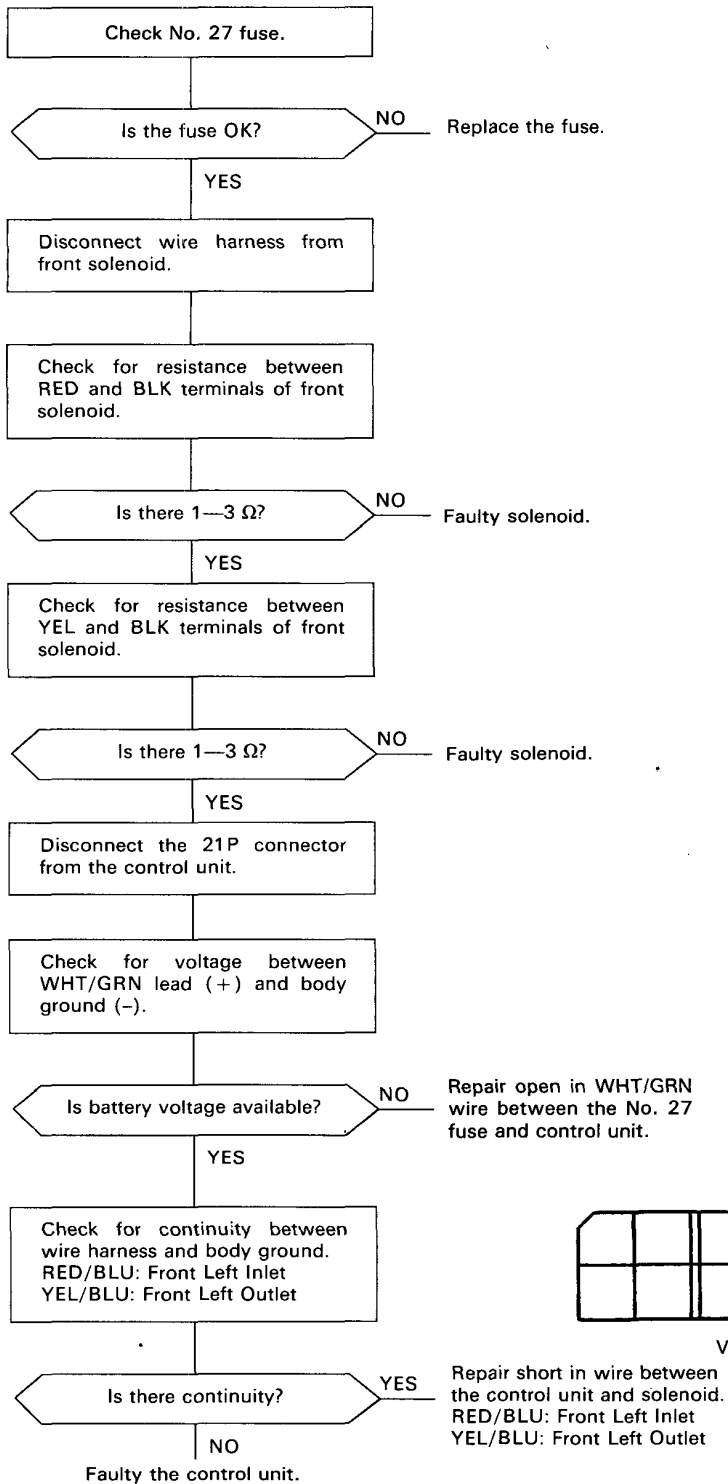 Check No. 27 fuse.
Is the fuse OK?
NO
Replace the fuse.
YES
Disconnect wire harness from
front solenoid.
Check for resistance between
RED and BLK terminals of front
solenoid.
Is there 1—3 Ω?
NO
Faulty solenoid.
YES
Check for resistance between
YEL and BLK terminals of front
solenoid.
Is there 1—3 Ω?
NO
Faulty solenoid.
YES
Disconnect the 21P connector
from the control unit.
Check for voltage between
WHT/GRN lead (+) and body
ground (-).
Is battery voltage available?
NO
Repair open in WHT/GRN
wire between the No. 27
fuse and control unit.
YES
Check for continuity between
wire harness and body ground.
RED/BLU: Front Left Inlet
YEL/BLU: Front Left Outlet
V
Is there continuity?
YES
Repair short in wire between
the control unit and solenoid.
RED/BLU: Front Left Inlet
YEL/BLU: Front Left Outlet
NO
Faulty the control unit.